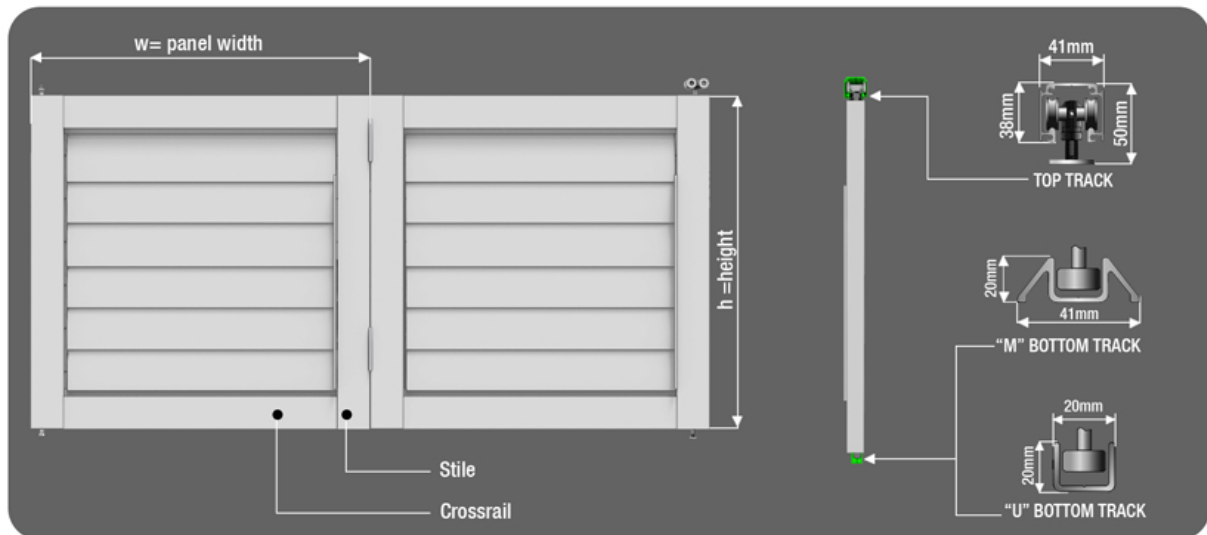 w= panel width
h =height
Stile
Crossrail
41mm
38mm
50mm
TOP TRACK
20mm
41mm
“M” BOTTOM TRACK
20mm
20mm
“U” BOTTOM TRACK